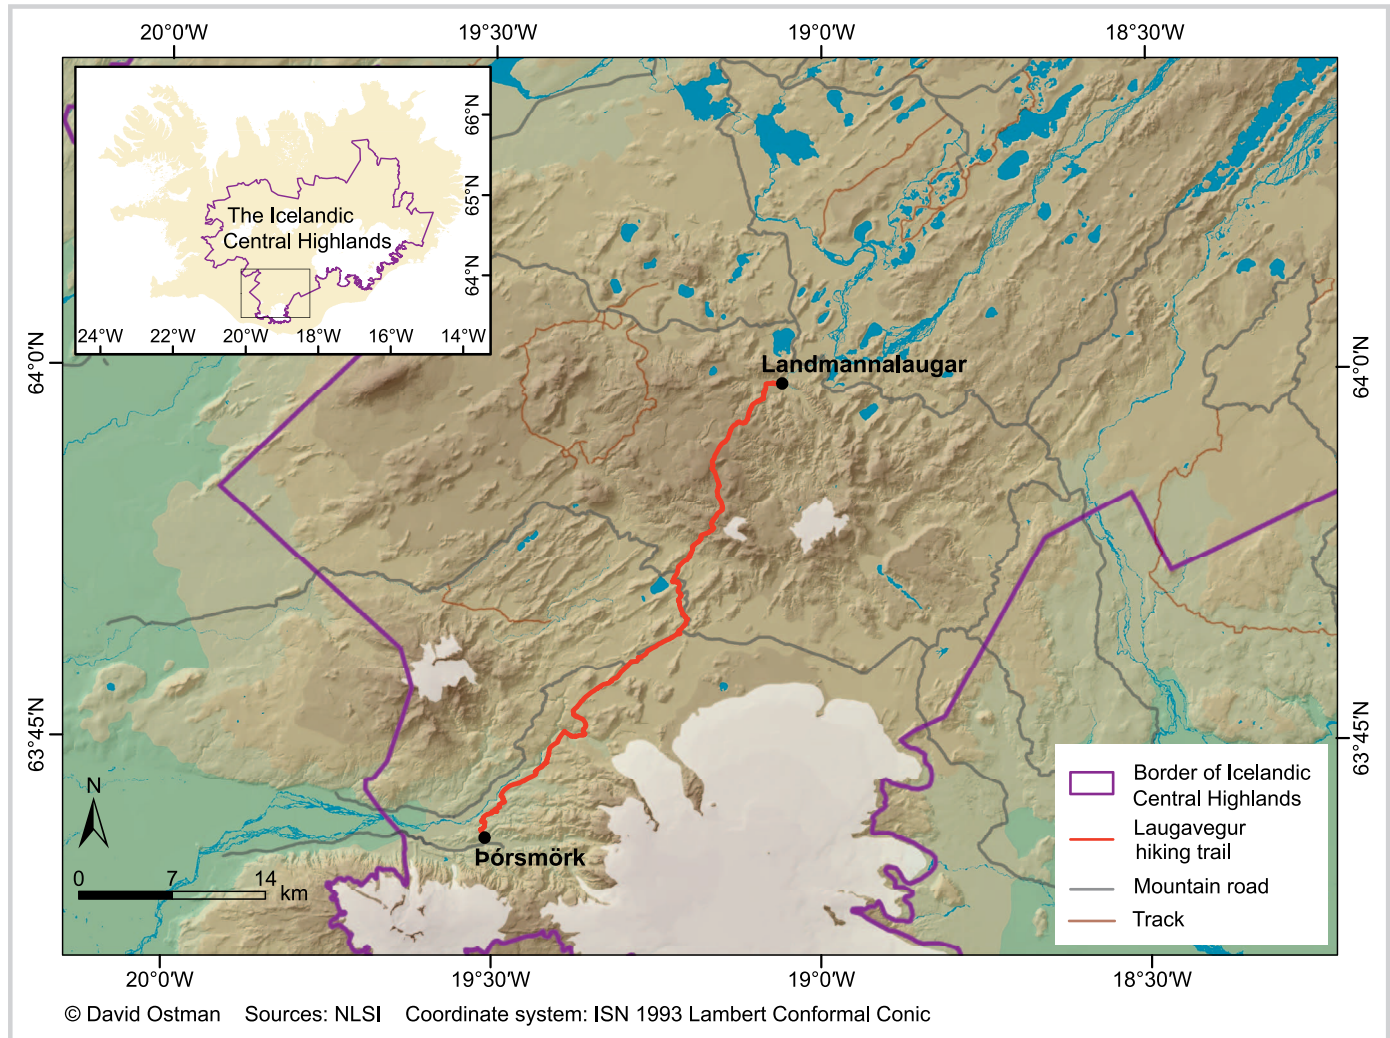 20°0'W 19°30'W 19°0'W 18°30'W
66°N
65°N
64°N
The Icelandic
Central Highlands
24°W 22°W 20°W 18°W 16°W 14°W
64°0'N
64°0'N
Landmannalaugar
63°45'N
63°45'N
N
0 7 14 km
Þórsmörk
Border of Icelandic
Central Highlands
Laugavegur
hiking trail
Mountain road
Track
20°0'W 19°30'W 19°0'W 18°30'W
© David Ostman Sources: NLSI Coordinate system: ISN 1993 Lambert Conformal Conic